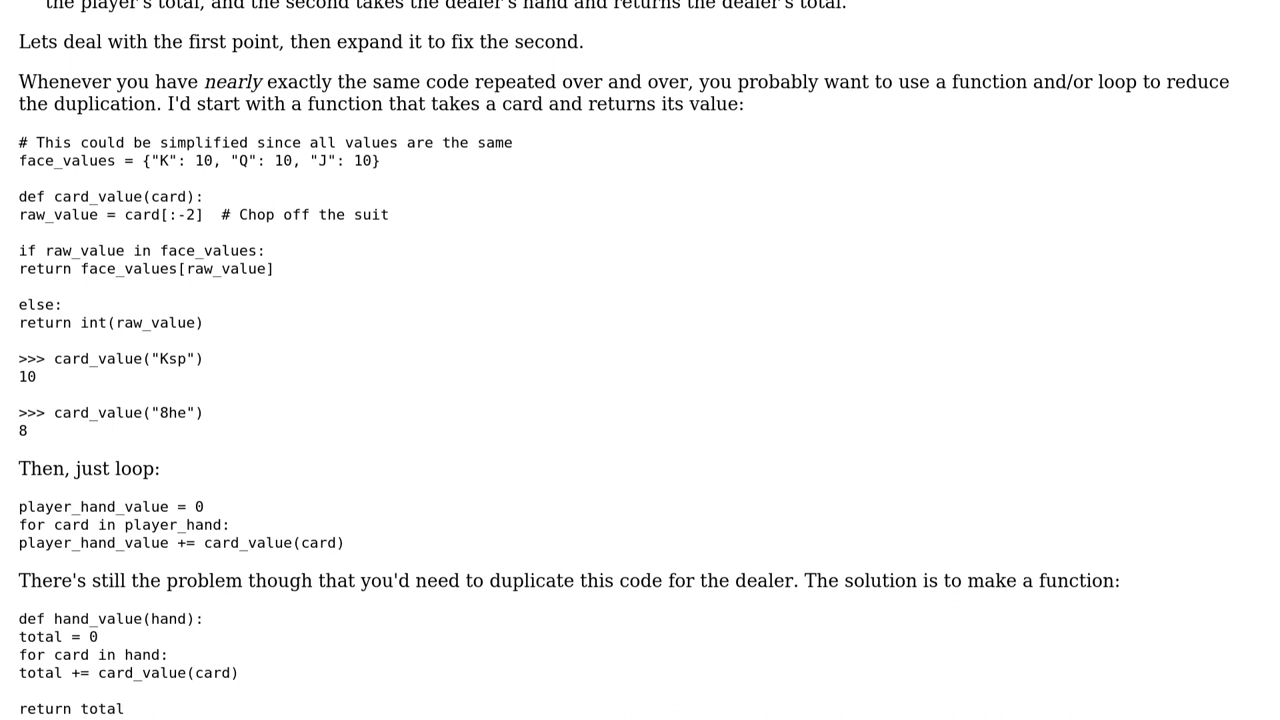 the player's total, and the second takes the dealer's hand and returns the dealer's total.
Lets deal with the first point, then expand it to fix the second.
Whenever you have nearly exactly the same code repeated over and over, you probably want to use a function and/or loop to reduce
the duplication. I'd start with a function that takes a card and returns its value:
# This could be simplified since all values are the same
face_values = {"K": 10, "Q": 10, "J": 10}
def card_value(card):
raw_value = card[:-2]  # Chop off the suit
if raw_value in face_values:
return face_values[raw_value]
else:
return int(raw_value)
>>> card_value("Ksp")
10
>>> card_value("8he")
8
Then, just loop:
player_hand_value = 0
for card in player_hand:
player_hand_value += card_value(card)
There's still the problem though that you'd need to duplicate this code for the dealer. The solution is to make a function:
def hand_value(hand):
total = 0
for card in hand:
total += card_value(card)
return total